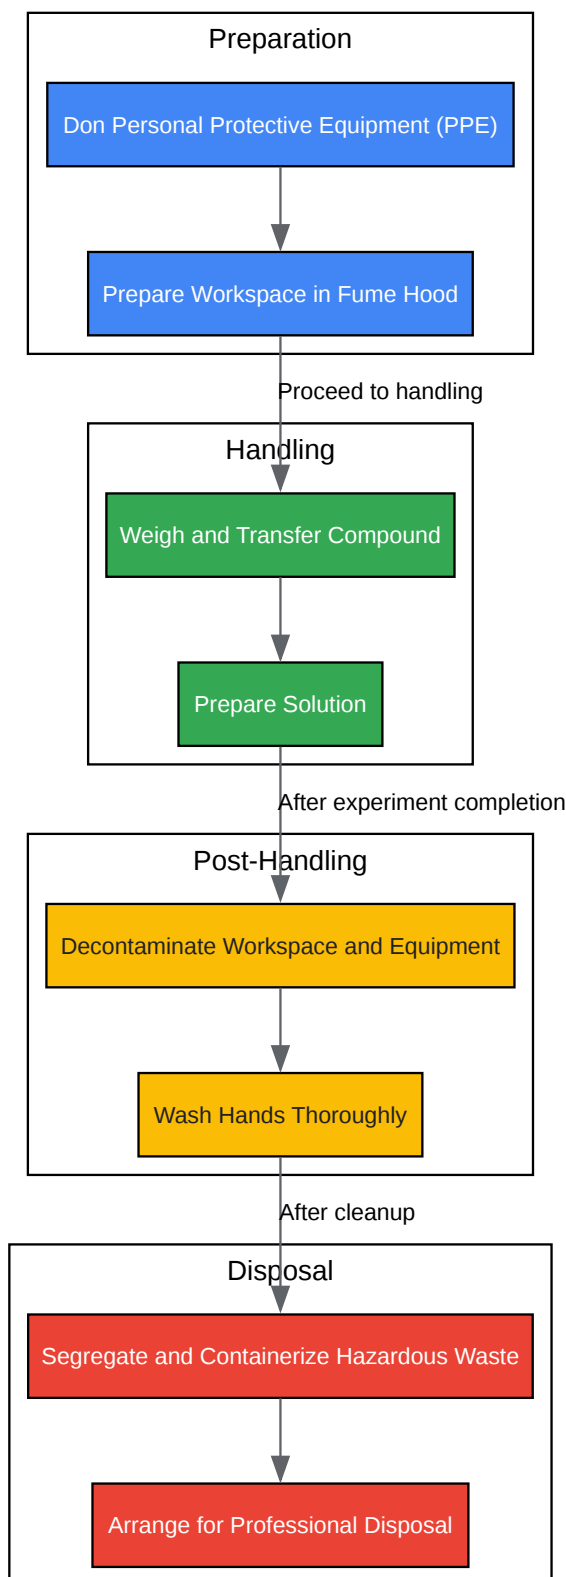 Preparation
Don Personal Protective Equipment (PPE)
Prepare Workspace in Fume Hood
Proceed to handling
Handling
Weigh and Transfer Compound
Prepare Solution
After experiment completion
Post-Handling
Decontaminate Workspace and Equipment
Wash Hands Thoroughly
After cleanup
Disposal
Segregate and Containerize Hazardous Waste
Arrange for Professional Disposal